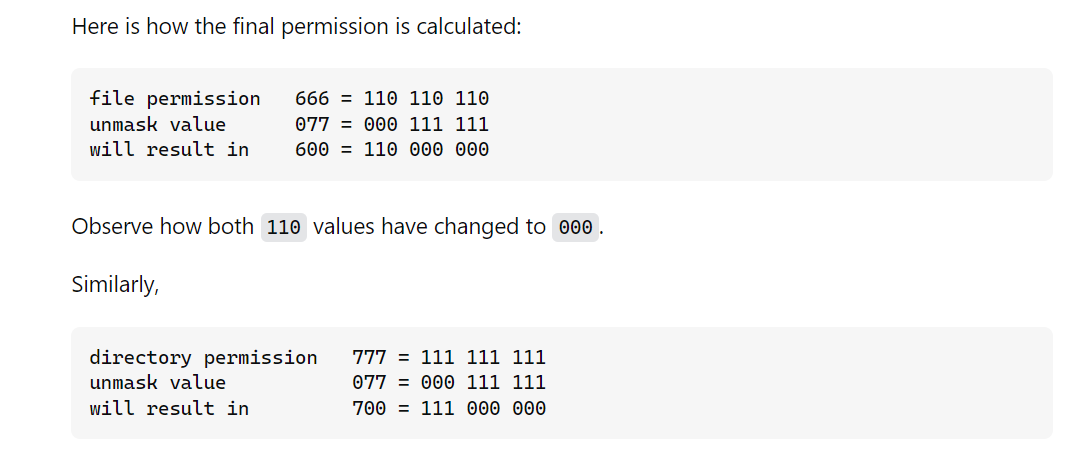 Here is how the final permission is calculated:
file permission   666 = 110 110 110
unmask value      077 = 000 111 111
will result in    600 = 110 000 000
Observe how both 110 values have changed to 000.
Similarly,
directory permission   777 = 111 111 111
unmask value           077 = 000 111 111
will result in         700 = 111 000 000